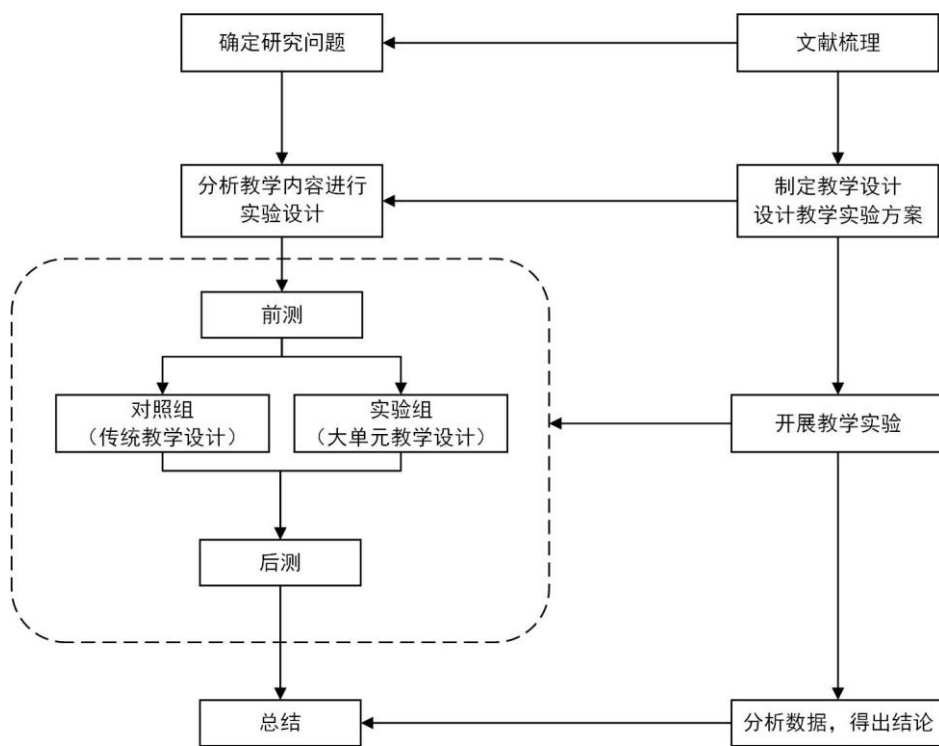 确定研究问题
文献梳理
分析教学内容进行
实验设计
制定教学设计
设计教学实验方案
前测
对照组
（传统教学设计）
实验组
（大单元教学设计）
开展教学实验
后测
总结
分析数据，得出结论